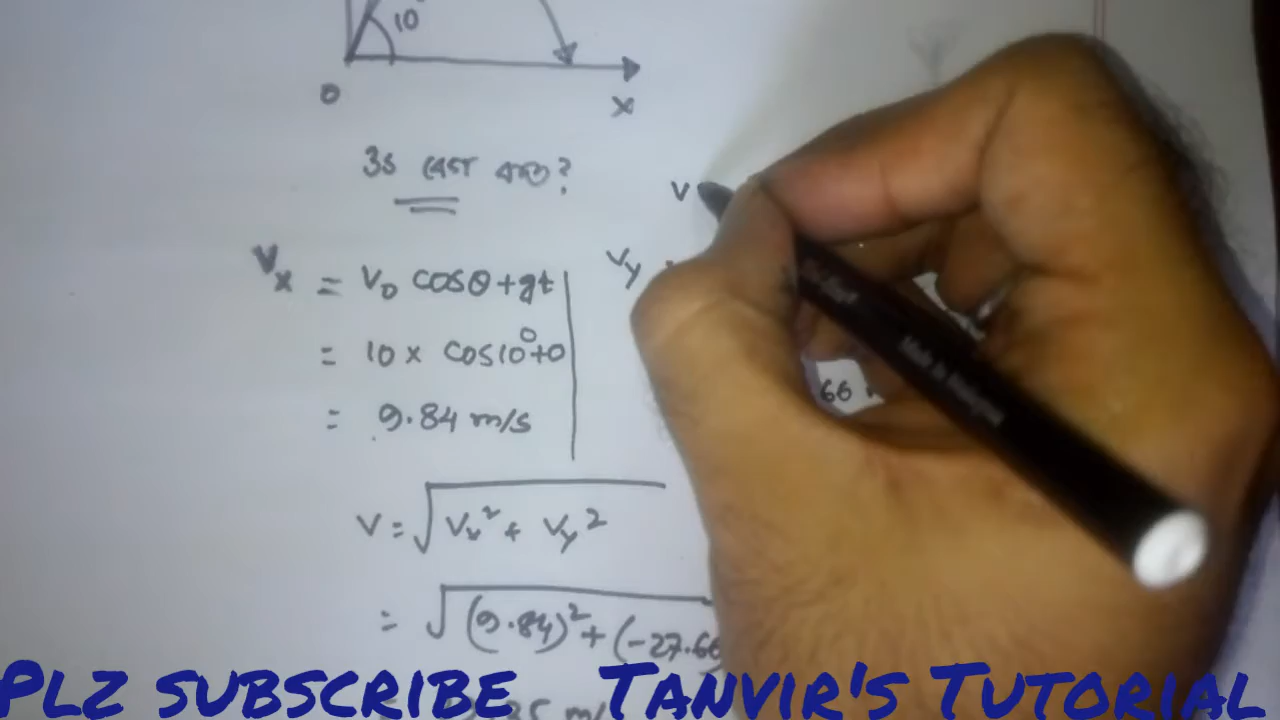 10°
0
x
3s
V
Vx = V0 cosθ + gt
Vy
= 10 × cos10° + 0
= 9.84 m/s
66
V = √Vx² + Vy²
= √(9.84)² + (-27.66
m/
PLZ SUBSCRIBE TANVIR'S TUTORIAL